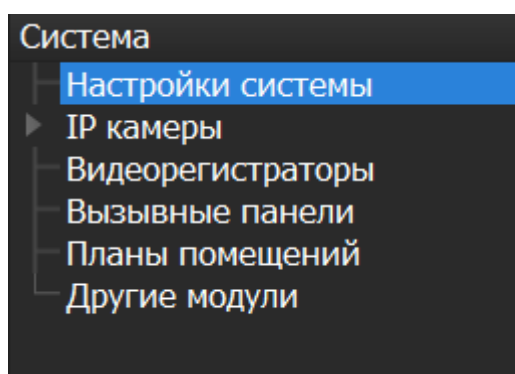 Система
Настройки системы
IP камеры
Видеорегистраторы
Вызывные панели
Планы помещений
Другие модули